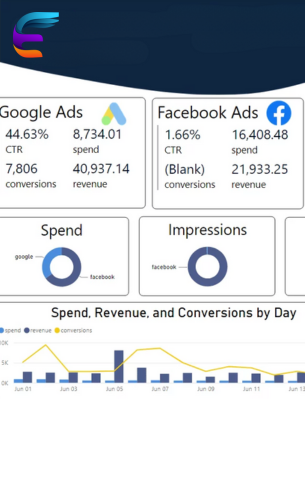 Google Ads
44.63% 8,734.01
CTR spend
7,806 40,937.14
conversions revenue
Facebook Ads
1.66% 16,408.48
CTR spend
(Blank) 21,933.25
conversions revenue
Spend
google
facebook
Impressions
facebook
Spend, Revenue, and Conversions by Day
spend revenue conversions
5K
0K
Jun 01 Jun 03 Jun 05 Jun 07 Jun 09 Jun 11 Jun 13